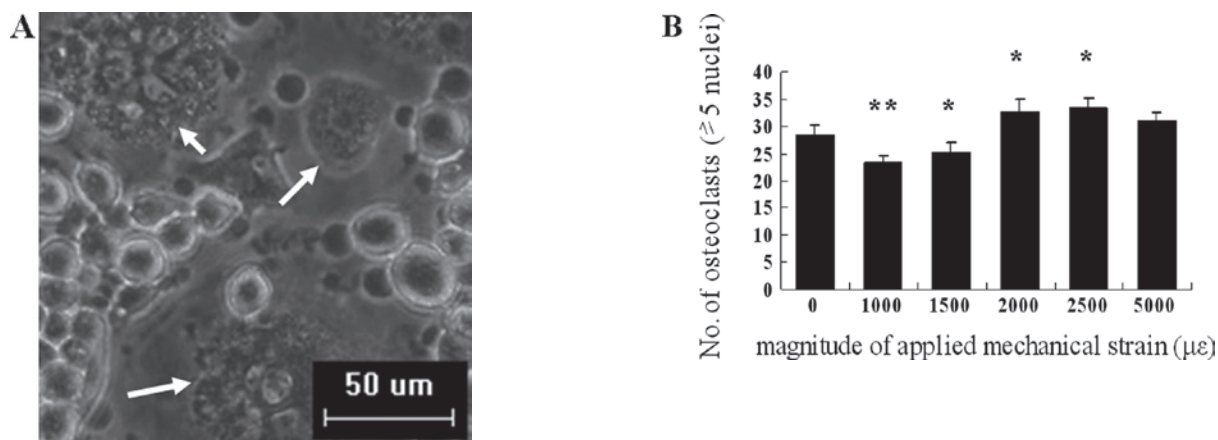 A
50 um
B
No. of osteoclasts (≥ 5 nuclei)
40
35
30
25
20
15
10
5
0
** * * *
0 1000 1500 2000 2500 5000
magnitude of applied mechanical strain (με)